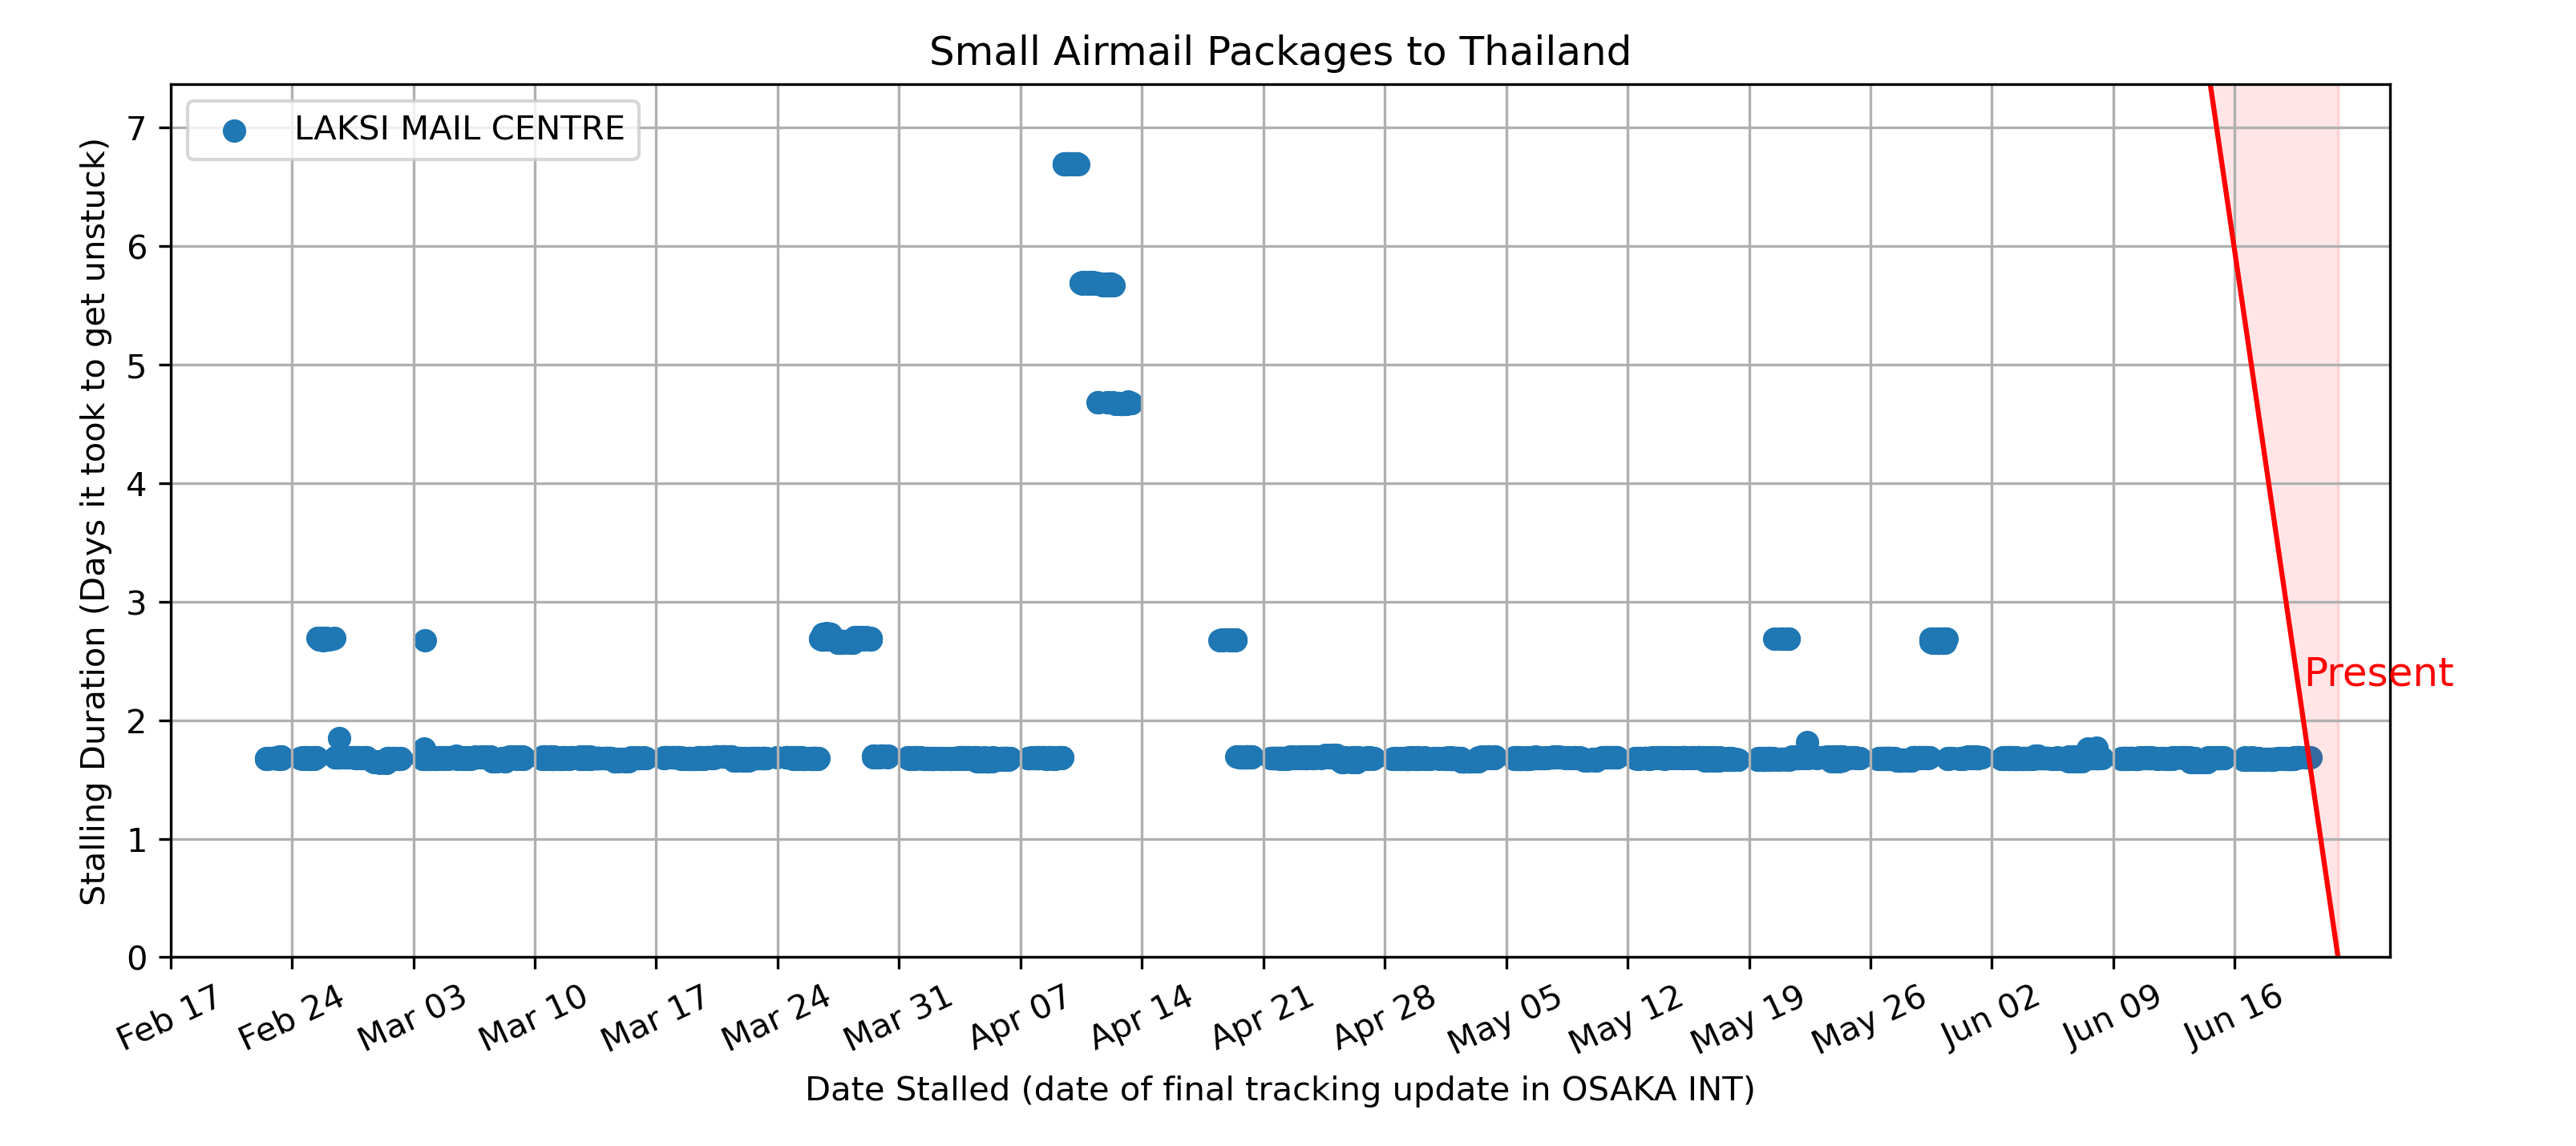 Small Airmail Packages to Thailand
LAKSI MAIL CENTRE
Stalling Duration (Days it took to get unstuck)
7
6
5
4
3
2
1
0
Present
Feb 17
Feb 24
Mar 03
Mar 10
Mar 17
Mar 24
Mar 31
Apr 07
Apr 14
Apr 21
Apr 28
May 05
May 12
May 19
May 26
Jun 02
Jun 09
Jun 16
Date Stalled (date of final tracking update in OSAKA INT)